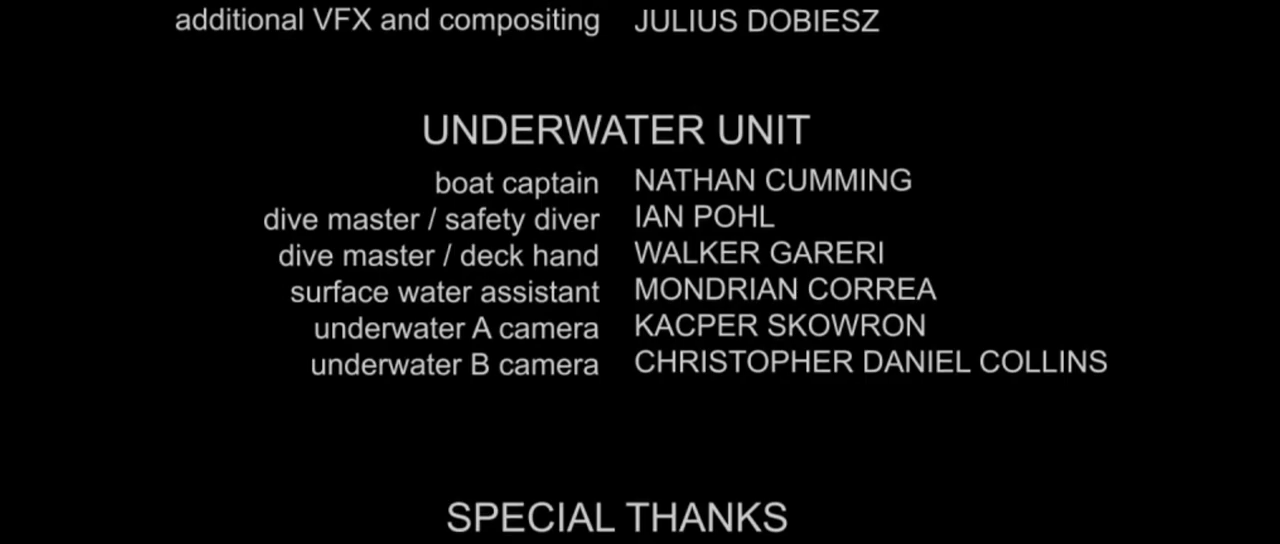 additional VFX and compositing JULIUS DOBIESZ
UNDERWATER UNIT
boat captain NATHAN CUMMING
dive master / safety diver IAN POHL
dive master / deck hand WALKER GARERI
surface water assistant MONDRIAN CORREA
underwater A camera KACPER SKOWRON
underwater B camera CHRISTOPHER DANIEL COLLINS
SPECIAL THANKS